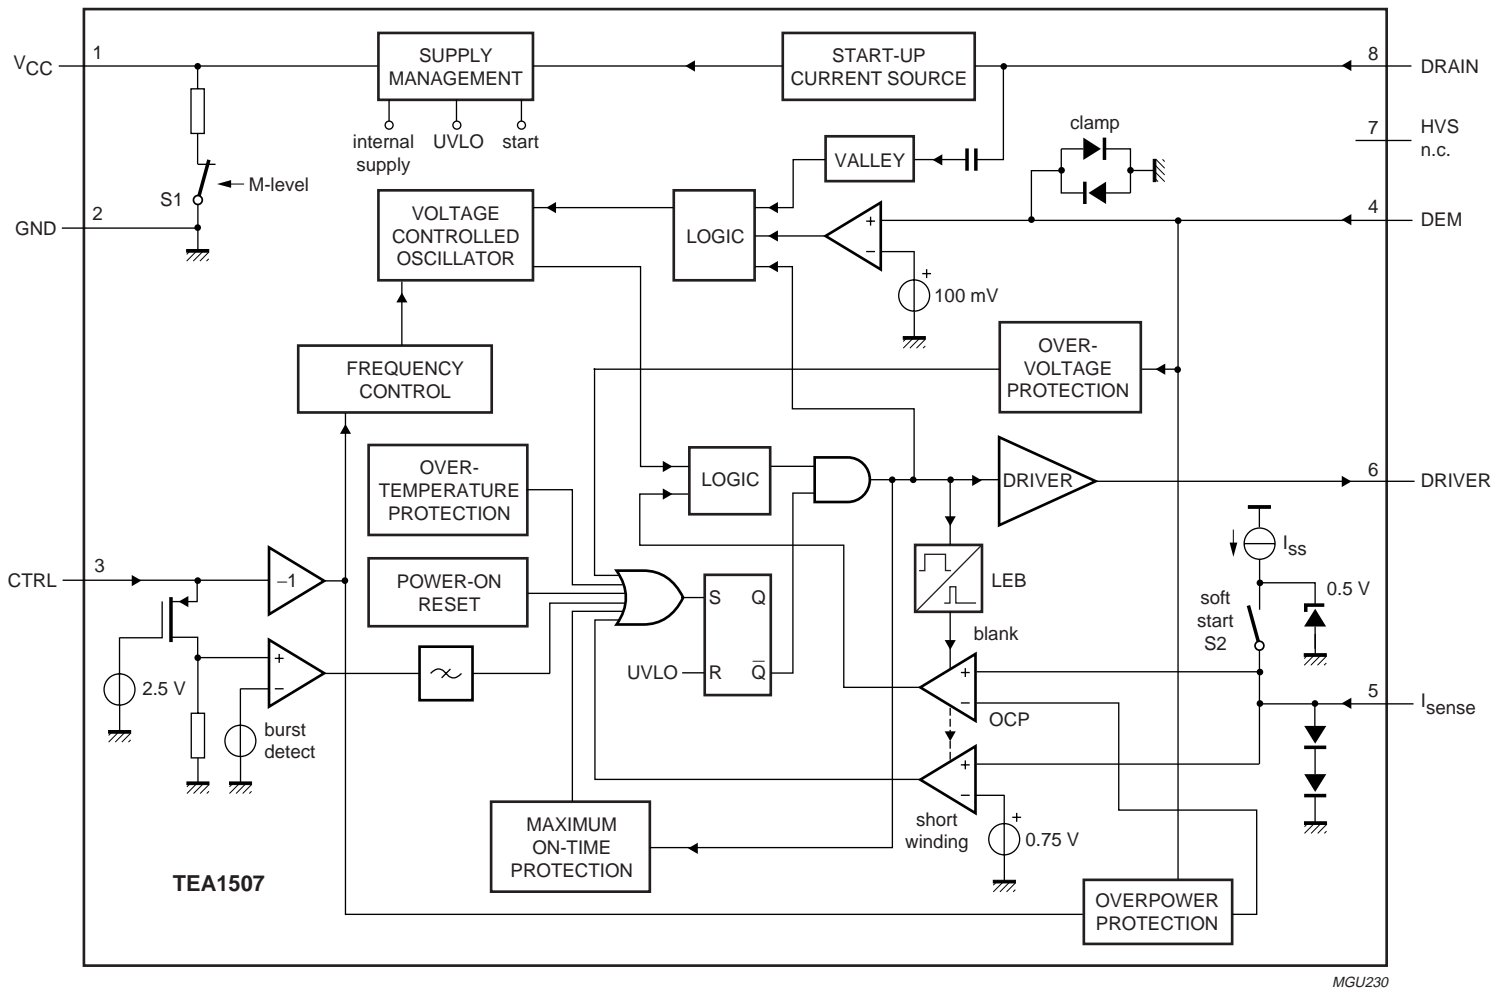 1
V_CC
SUPPLY
MANAGEMENT
START-UP
CURRENT SOURCE
8
DRAIN
internal
supply
UVLO
start
clamp
7
HVS
n.c.
VALLEY
S1
M-level
2
GND
VOLTAGE
CONTROLLED
OSCILLATOR
LOGIC
+
−
4
DEM
+
100 mV
FREQUENCY
CONTROL
OVER-
VOLTAGE
PROTECTION
OVER-
TEMPERATURE
PROTECTION
LOGIC
DRIVER
6
DRIVER
I_ss
3
CTRL
−1
POWER-ON
RESET
LEB
0.5 V
soft
start
S2
S
Q
blank
2.5 V
+
−
UVLO
R
Q̅
+
−
OCP
5
I_sense
burst
detect
+
−
short
winding
+
0.75 V
MAXIMUM
ON-TIME
PROTECTION
TEA1507
OVERPOWER
PROTECTION
MGU230